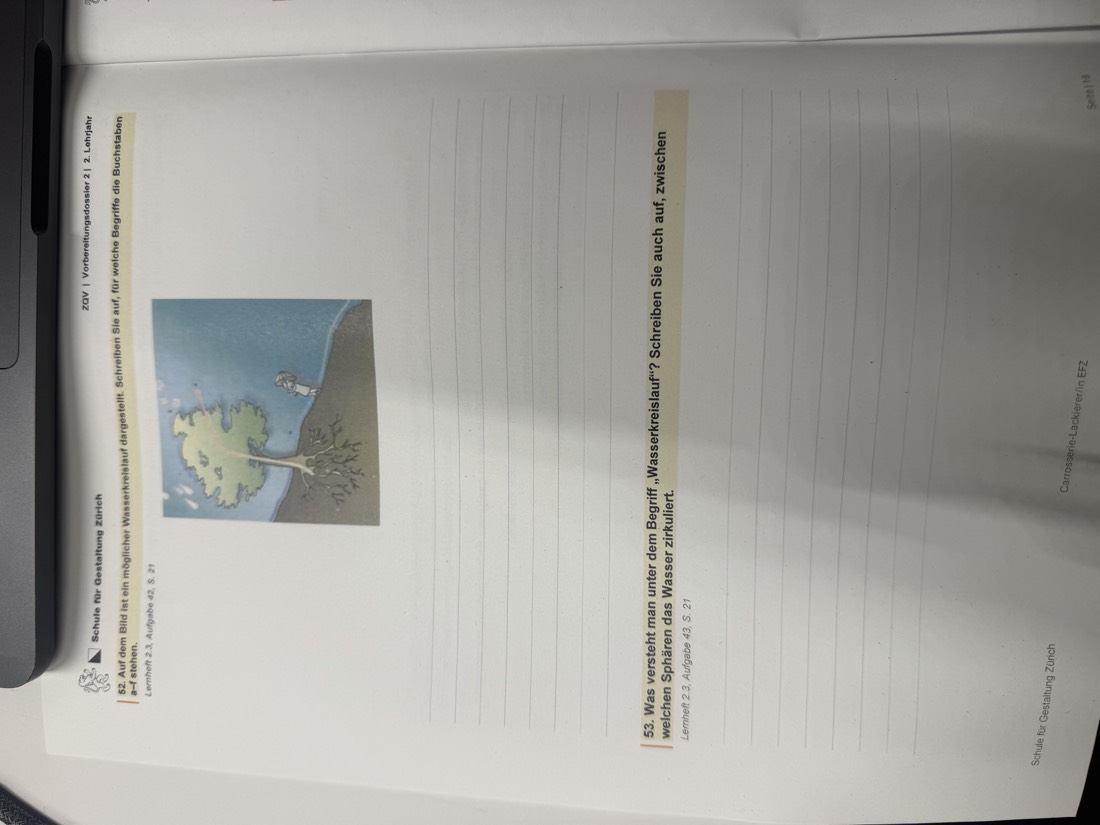 Schule für Gestaltung Zürich
ZQV | Vorbereitungsdossier 2 | 2. Lehrjahr
52. Auf dem Bild ist ein möglicher Wasserkreislauf dargestellt. Schreiben Sie auf, für welche Begriffe die Buchstaben
a–f stehen.
Lernheft 2.3, Aufgabe 42, S. 21
53. Was versteht man unter dem Begriff „Wasserkreislauf“? Schreiben Sie auch auf, zwischen
welchen Sphären das Wasser zirkuliert.
Lernheft 2.3, Aufgabe 43, S. 21
Schule für Gestaltung Zürich
Carrosserie-Lackierer/in EFZ
Seite |